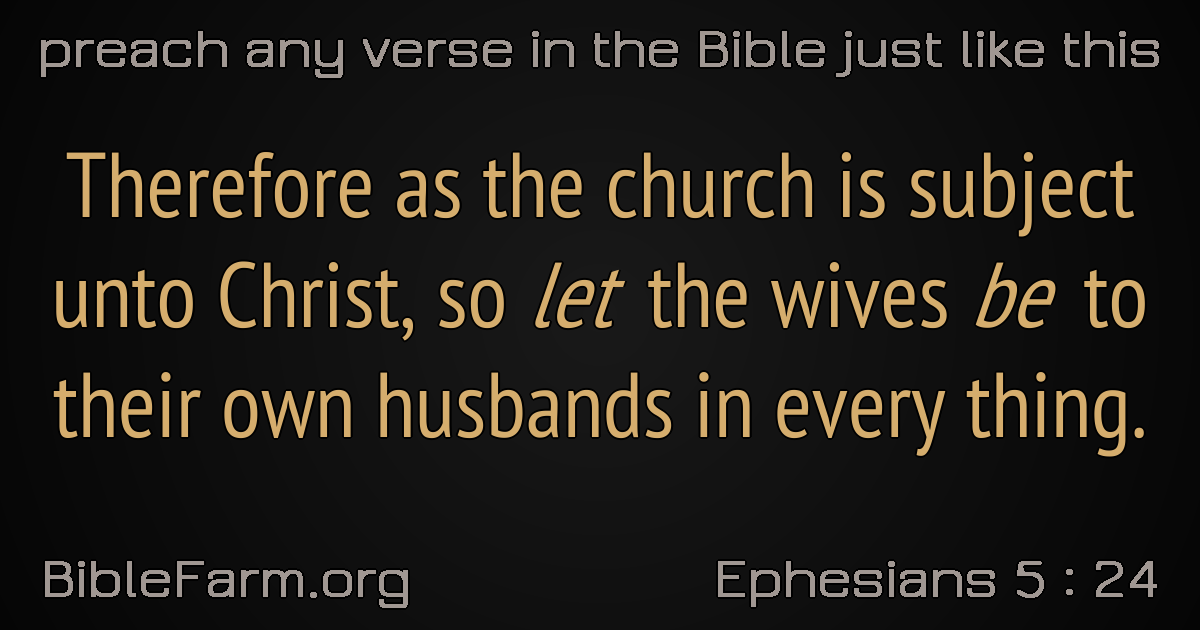 preach any verse in the Bible just like this
Therefore as the church is subject
unto Christ, so let the wives be to
their own husbands in every thing.
BibleFarm.org
Ephesians 5 : 24